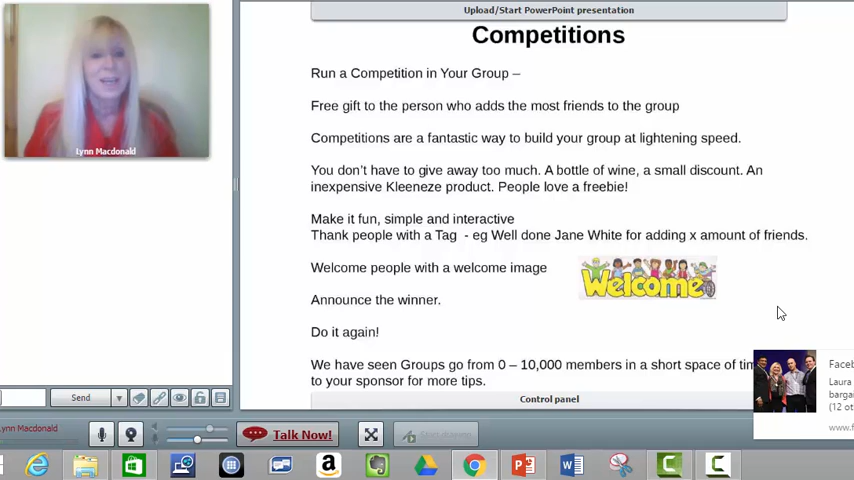 Upload/Start PowerPoint presentation
Competitions
Run a Competition in Your Group –
Free gift to the person who adds the most friends to the group
Competitions are a fantastic way to build your group at lightening speed.
You don't have to give away too much. A bottle of wine, a small discount. An
inexpensive Kleeneze product. People love a freebie!
Make it fun, simple and interactive
Thank people with a Tag - eg Well done Jane White for adding x amount of friends.
Welcome people with a welcome image
Welcome
Announce the winner.
Do it again!
We have seen Groups go from 0 – 10,000 members in a short space of
to your sponsor for more tips.
Control panel
Lynn Macdonald
Send
Lynn Macdonald
Talk Now!
Laura
(12 ot
www.f